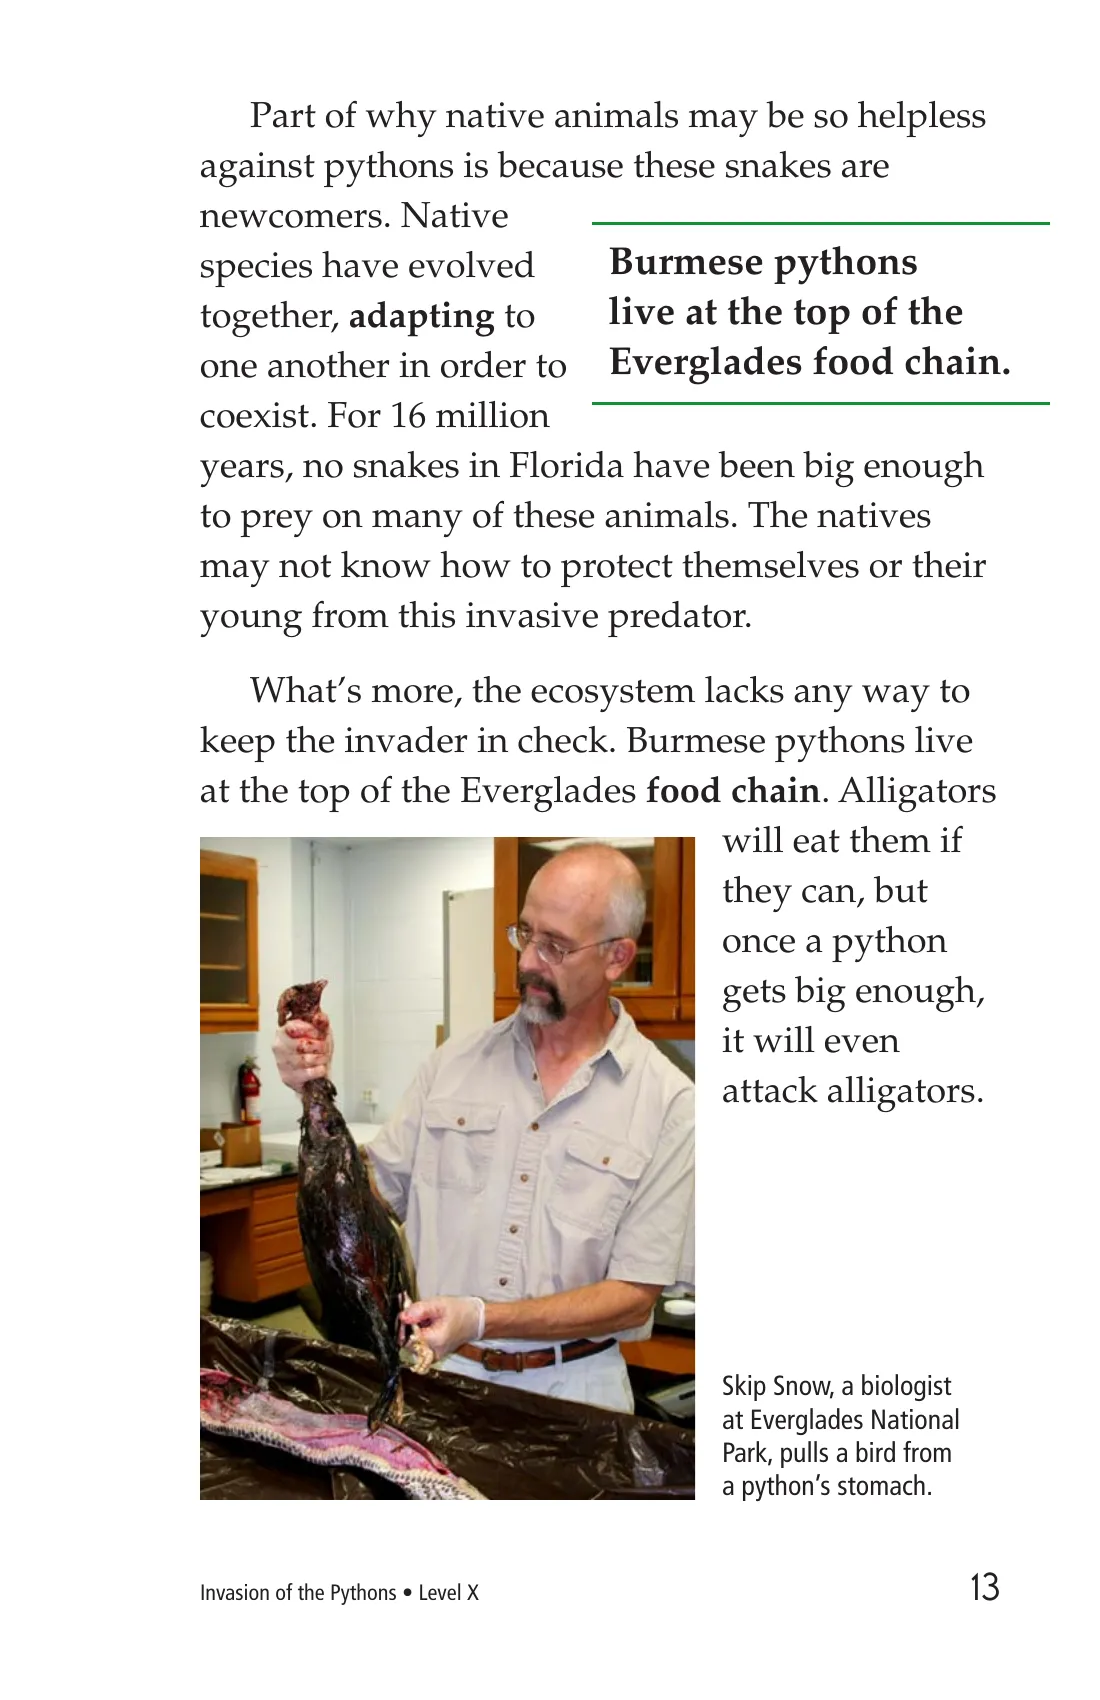 Part of why native animals may be so helpless
against pythons is because these snakes are
newcomers. Native
species have evolved
together, adapting to
one another in order to
coexist. For 16 million
years, no snakes in Florida have been big enough
to prey on many of these animals. The natives
may not know how to protect themselves or their
young from this invasive predator.
Burmese pythons
live at the top of the
Everglades food chain.
What’s more, the ecosystem lacks any way to
keep the invader in check. Burmese pythons live
at the top of the Everglades food chain. Alligators
will eat them if
they can, but
once a python
gets big enough,
it will even
attack alligators.
Skip Snow, a biologist
at Everglades National
Park, pulls a bird from
a python’s stomach.
Invasion of the Pythons • Level X
13